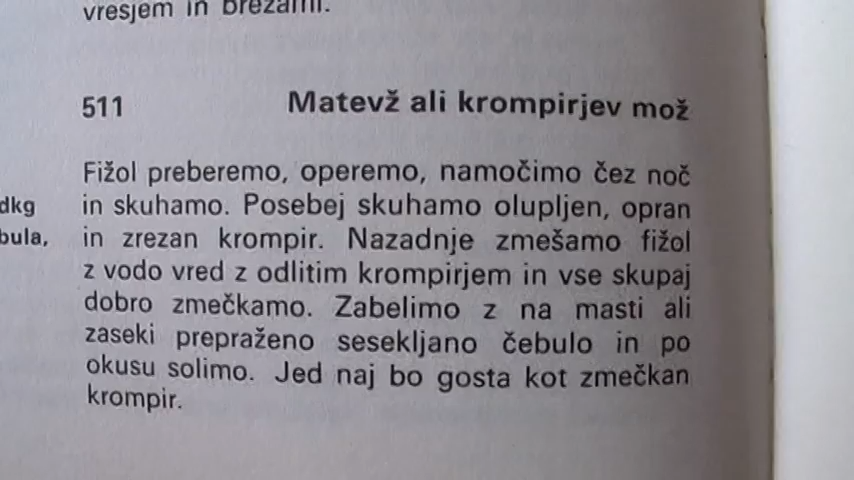 vresjem in brezami.
511 Matevž ali krompirjev mož
Fižol preberemo, operemo, namočimo čez noč
in skuhamo. Posebej skuhamo olupljen, opran
in zrezan krompir. Nazadnje zmešamo fižol
z vodo vred z odlitim krompirjem in vse skupaj
dobro zmečkamo. Zabelimo z na masti ali
zaseki prepraženo sesekljano čebulo in po
okusu solimo. Jed naj bo gosta kot zmečkan
krompir.
dkg
bula,